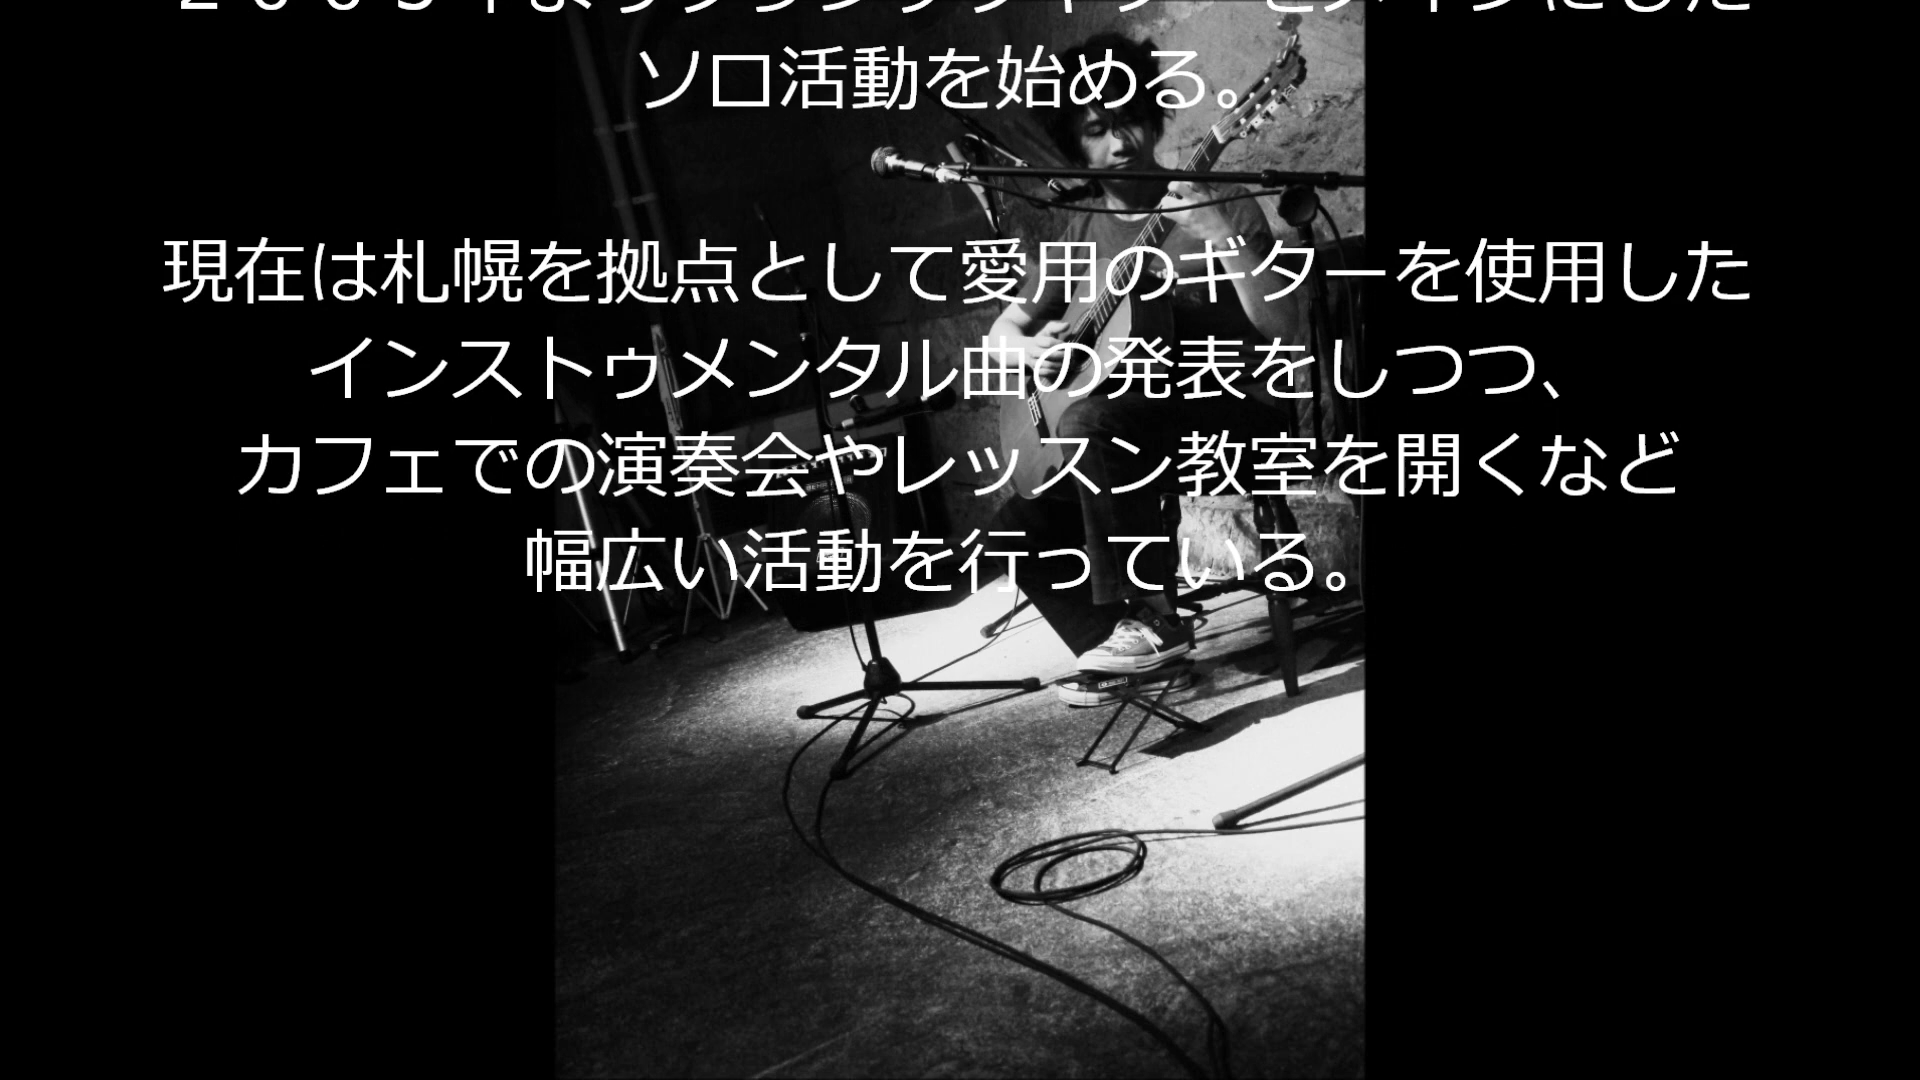 ソロ活動を始める。
現在は札幌を拠点として愛用のギターを使用した
インストゥメンタル曲の発表をしつつ、
カフェでの演奏会やレッスン教室を開くなど
幅広い活動を行っている。